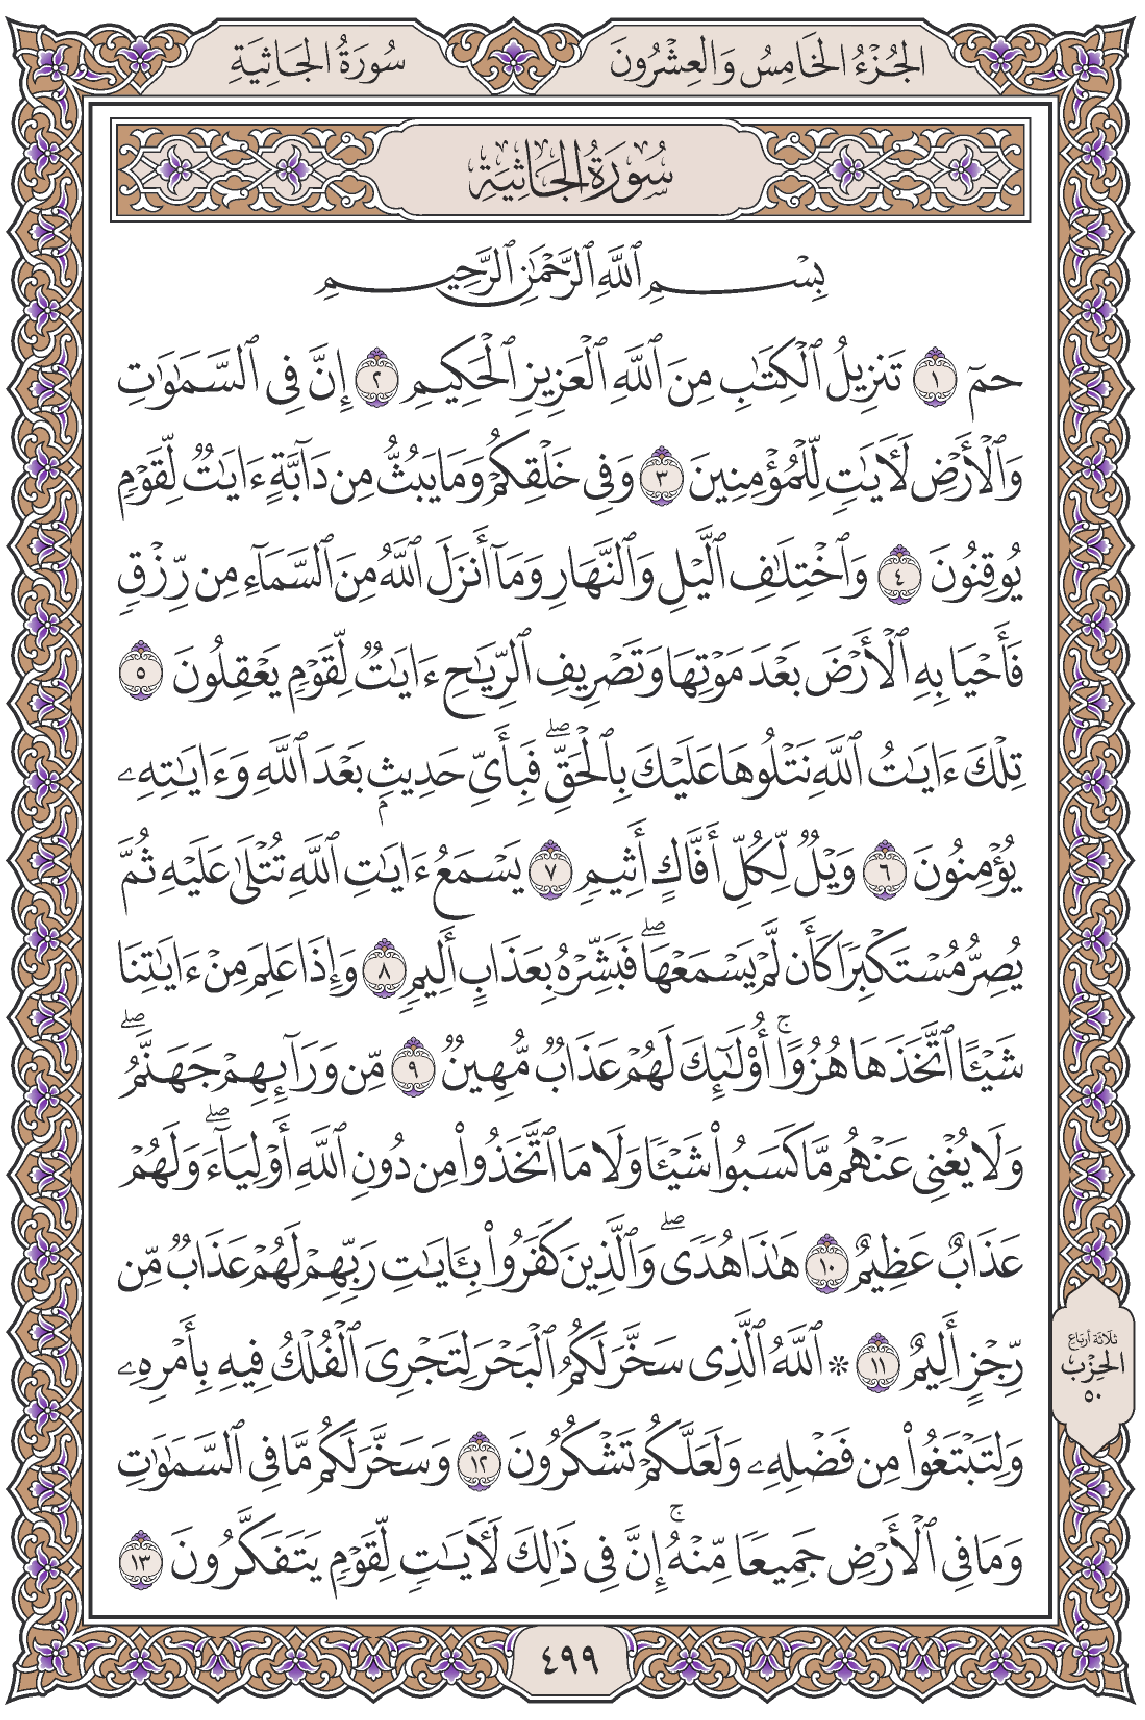 الجُزْءُ الخَامِسُ وَالعِشْرُونَ
سُورَةُ الجَاثِيَةِ
سُورَةُ الجَاثِيَةِ
بِسْمِ ٱللَّهِ ٱلرَّحْمَٰنِ ٱلرَّحِيمِ
حمٓ ١ تَنزِيلُ ٱلْكِتَٰبِ مِنَ ٱللَّهِ ٱلْعَزِيزِ ٱلْحَكِيمِ ٢ إِنَّ فِى ٱلسَّمَٰوَٰتِ
وَٱلْأَرْضِ لَءَايَٰتٍ لِّلْمُؤْمِنِينَ ٣ وَفِى خَلْقِكُمْ وَمَا يَبُثُّ مِن دَآبَّةٍ ءَايَٰتٌ لِّقَوْمٍ
يُوقِنُونَ ٤ وَٱخْتِلَٰفِ ٱلَّيْلِ وَٱلنَّهَارِ وَمَآ أَنزَلَ ٱللَّهُ مِنَ ٱلسَّمَآءِ مِن رِّزْقٍ
فَأَحْيَا بِهِ ٱلْأَرْضَ بَعْدَ مَوْتِهَا وَتَصْرِيفِ ٱلرِّيَٰحِ ءَايَٰتٌ لِّقَوْمٍ يَعْقِلُونَ ٥
تِلْكَ ءَايَٰتُ ٱللَّهِ نَتْلُوهَا عَلَيْكَ بِٱلْحَقِّۖ فَبِأَىِّ حَدِيثٍۭ بَعْدَ ٱللَّهِ وَءَايَٰتِهِۦ
يُؤْمِنُونَ ٦ وَيْلٌ لِّكُلِّ أَفَّاكٍ أَثِيمٍ ٧ يَسْمَعُ ءَايَٰتِ ٱللَّهِ تُتْلَىٰ عَلَيْهِ ثُمَّ
يُصِرُّ مُسْتَكْبِرًا كَأَن لَّمْ يَسْمَعْهَاۖ فَبَشِّرْهُ بِعَذَابٍ أَلِيمٍ ٨ وَإِذَا عَلِمَ مِنْ ءَايَٰتِنَا
شَيْـًٔا ٱتَّخَذَهَا هُزُوًاۚ أُو۟لَٰٓئِكَ لَهُمْ عَذَابٌ مُّهِينٌ ٩ مِّن وَرَآئِهِمْ جَهَنَّمُۖ
وَلَا يُغْنِى عَنْهُم مَّا كَسَبُوا۟ شَيْـًٔا وَلَا مَا ٱتَّخَذُوا۟ مِن دُونِ ٱللَّهِ أَوْلِيَآءَۖ وَلَهُمْ
عَذَابٌ عَظِيمٌ ١٠ هَٰذَا هُدًىۖ وَٱلَّذِينَ كَفَرُوا۟ بِـَٔايَٰتِ رَبِّهِمْ لَهُمْ عَذَابٌ مِّن
رِّجْزٍ أَلِيمٌ ١١ ۞ ٱللَّهُ ٱلَّذِى سَخَّرَ لَكُمُ ٱلْبَحْرَ لِتَجْرِىَ ٱلْفُلْكُ فِيهِ بِأَمْرِهِۦ
وَلِتَبْتَغُوا۟ مِن فَضْلِهِۦ وَلَعَلَّكُمْ تَشْكُرُونَ ١٢ وَسَخَّرَ لَكُم مَّا فِى ٱلسَّمَٰوَٰتِ
وَمَا فِى ٱلْأَرْضِ جَمِيعًا مِّنْهُۚ إِنَّ فِى ذَٰلِكَ لَءَايَٰتٍ لِّقَوْمٍ يَتَفَكَّرُونَ ١٣
ثلاثة أرباع
الحِزْب
٥٠
٤٩٩